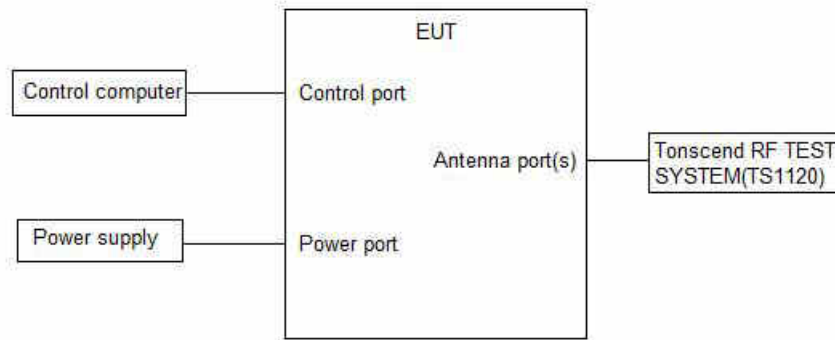 EUT
Control computer
Control port
Antenna port(s)
Tonscend RF TEST
SYSTEM(TS1120)
Power supply
Power port